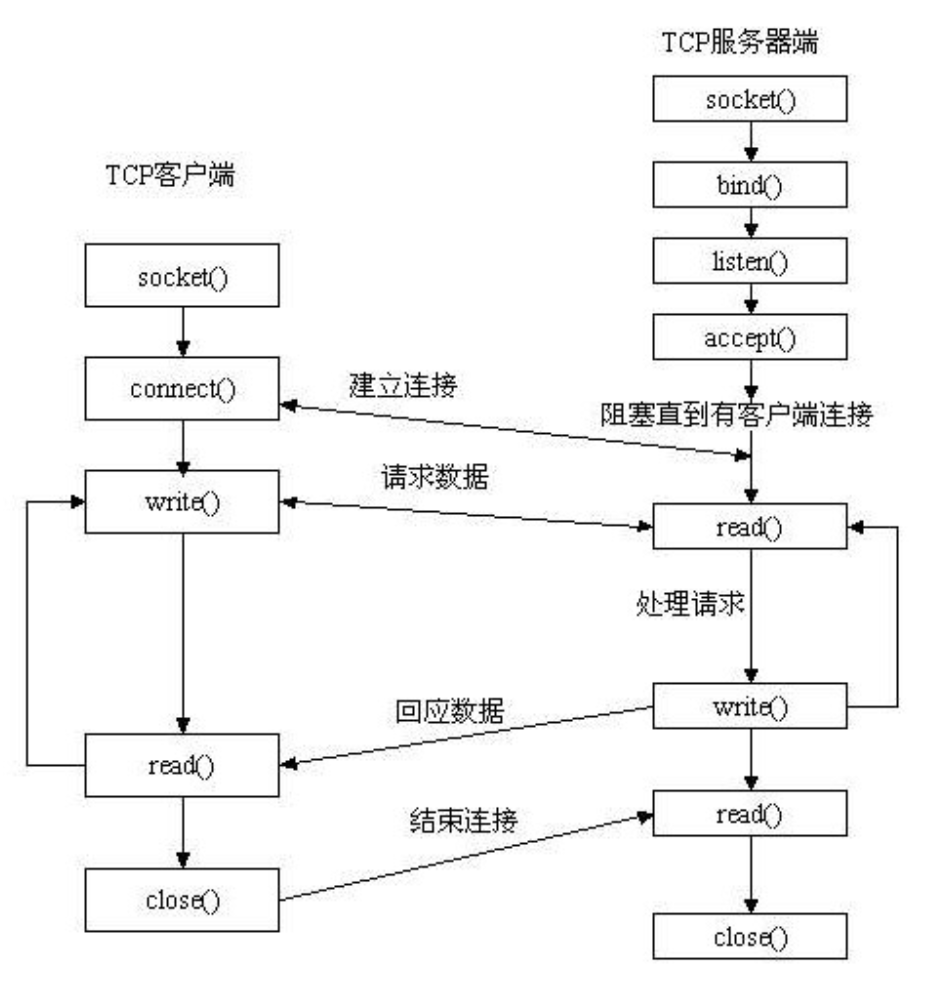 TCP服务器端
socket()
bind()
TCP客户端
listen()
socket()
accept()
connect()
建立连接
阻塞直到有客户端连接
请求数据
write()
read()
处理请求
回应数据
write()
read()
结束连接
read()
close()
close()